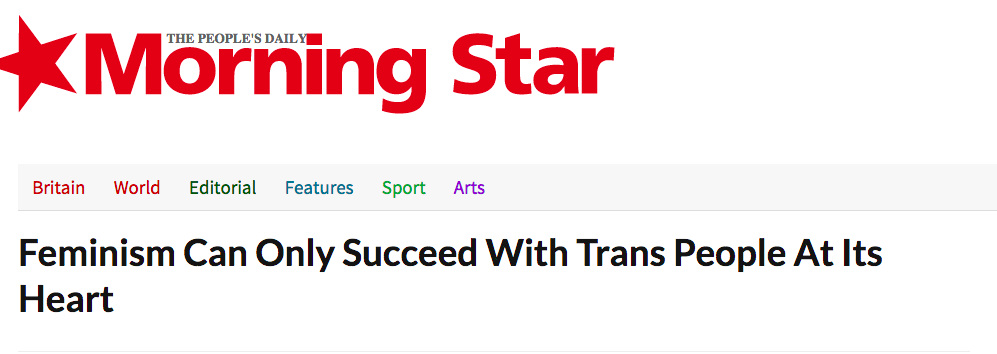 THE PEOPLE'S DAILY
Morning Star
Britain World Editorial Features Sport Arts
Feminism Can Only Succeed With Trans People At Its
Heart